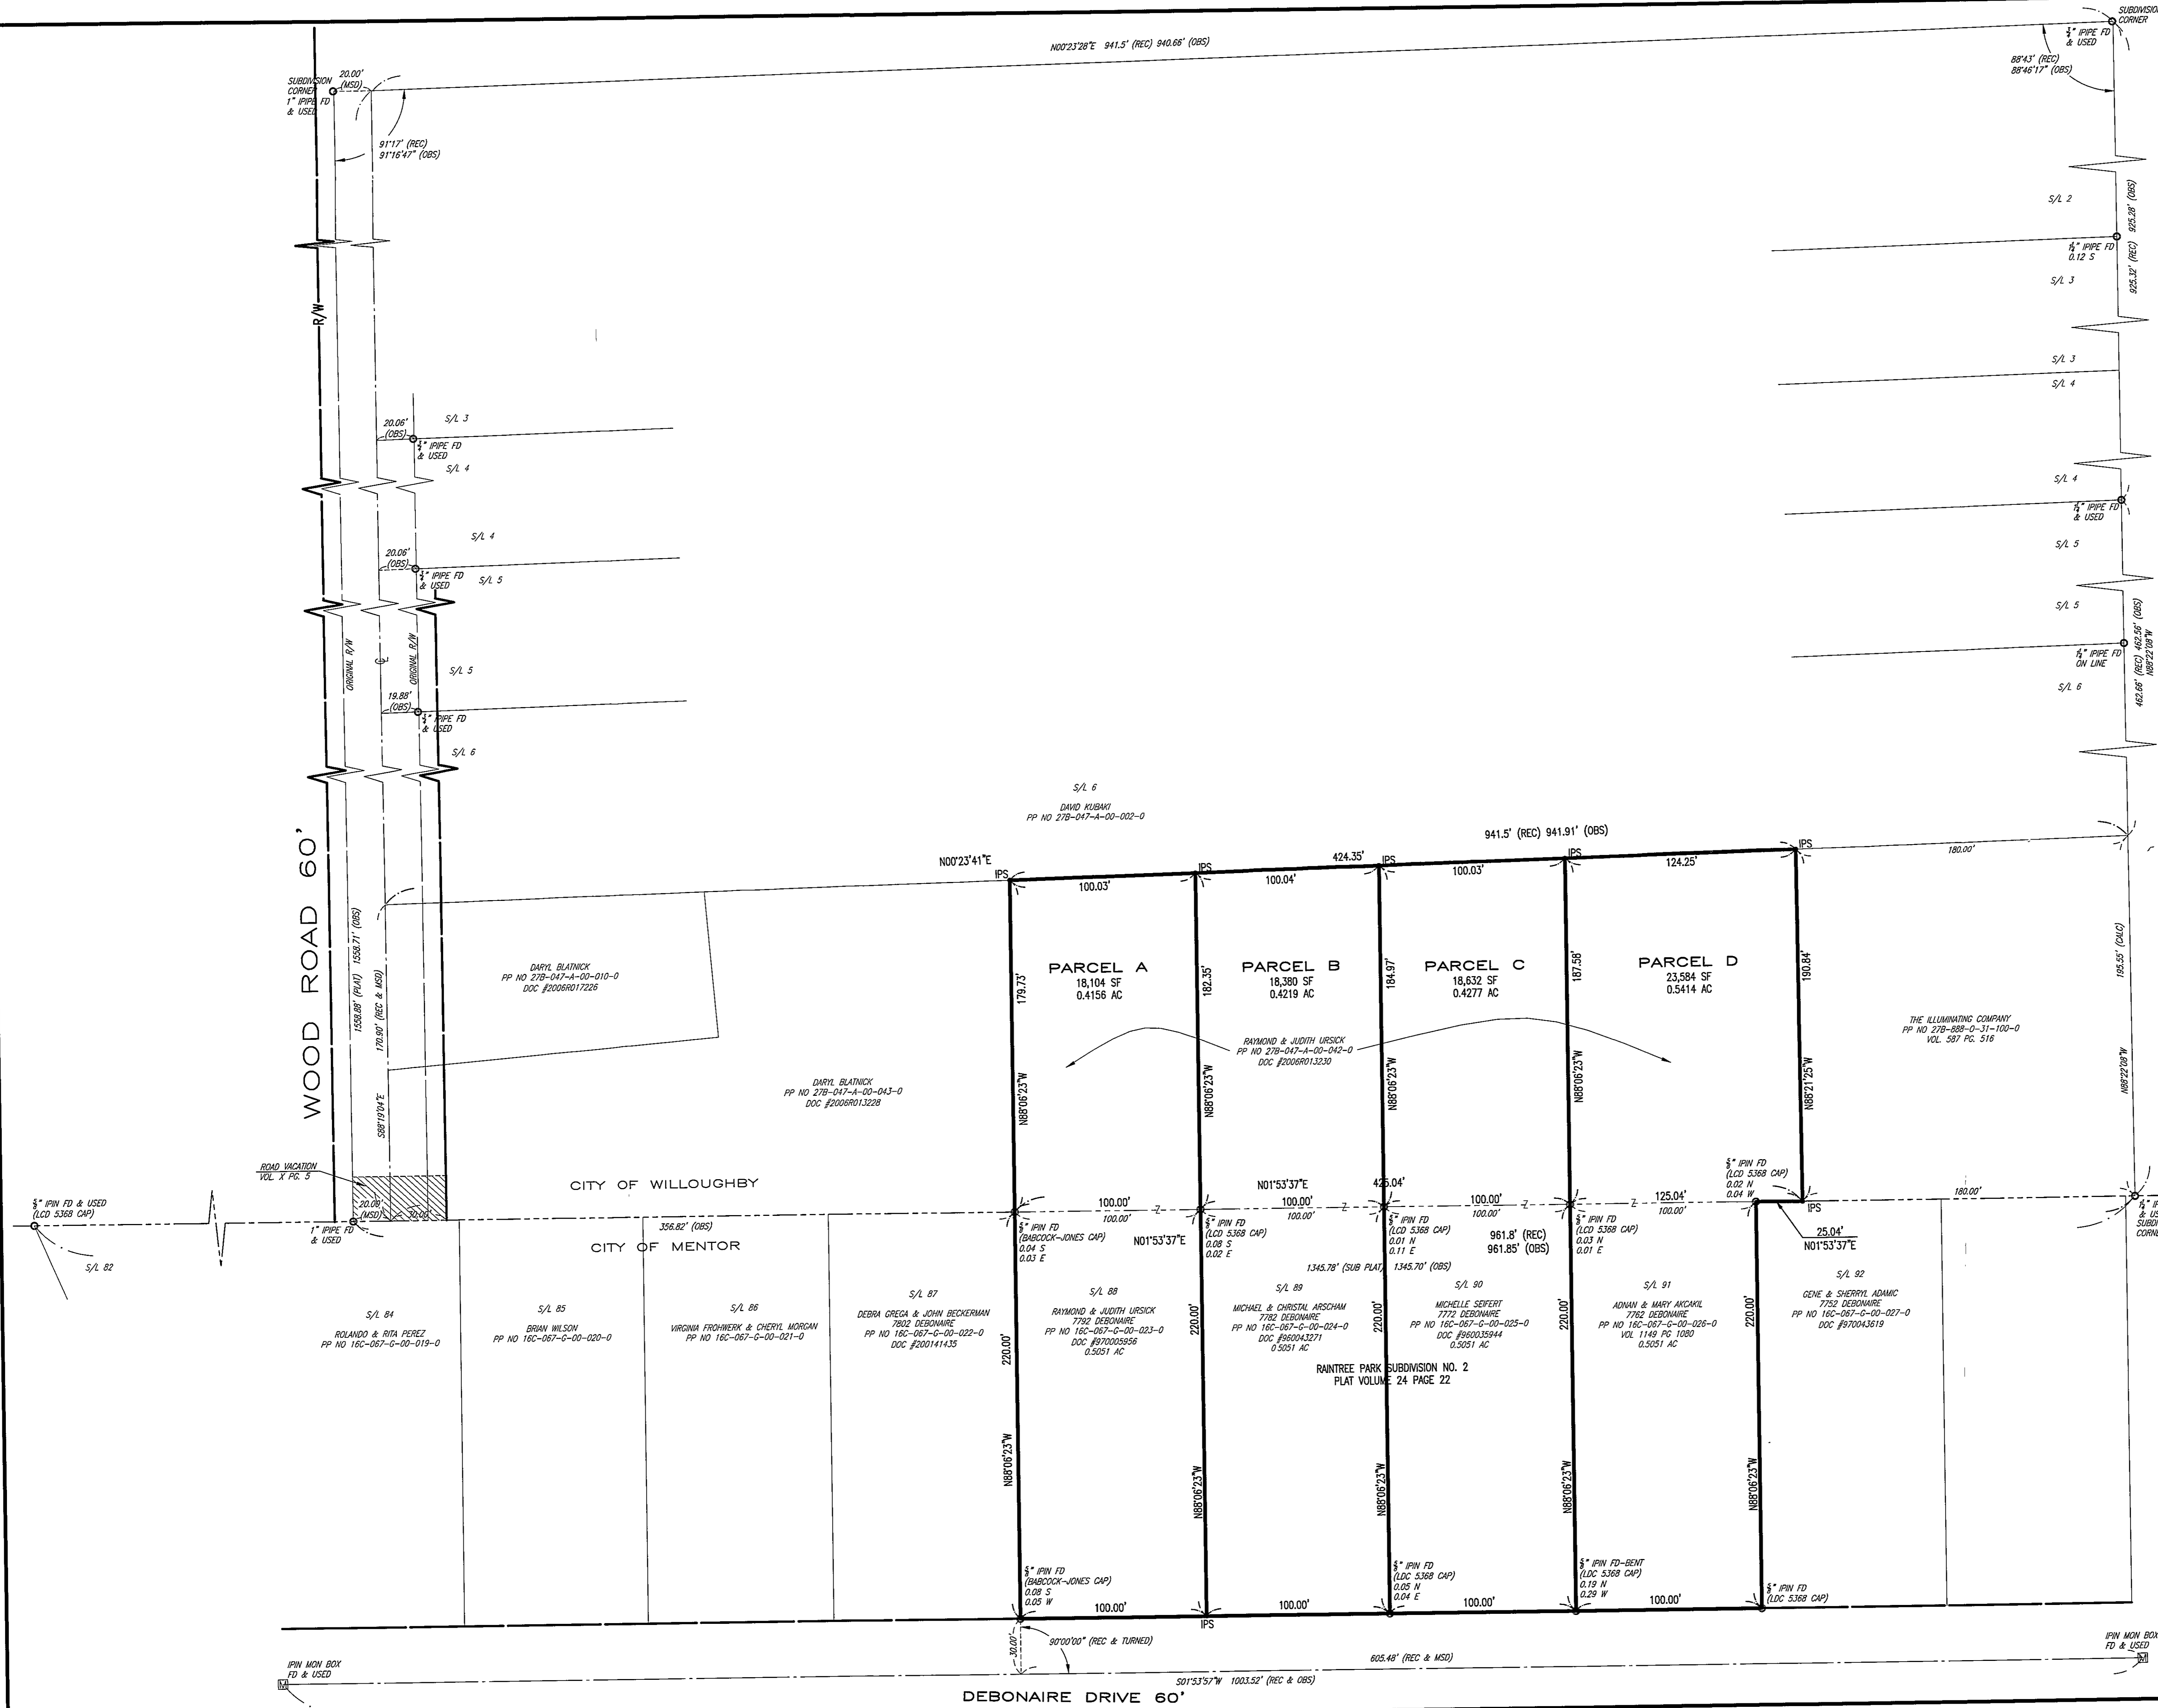 N00°23'28"E 941.5' (REC) 940.66' (OBS)
SUBDIVISION
CORNER
IPIPE FD
& USED
88°43' (REC)
88°46'17" (OBS)
SUBDIVISION
CORNER
1" IPIPE FD
& USED
20.00'
(MSD)
91°17' (REC)
91°16'47" (OBS)
R/W
S/L 2
925.32' (REC) 925.28' (OBS)
IPIPE FD
0.12 S
S/L 3
S/L 3
S/L 4
S/L 3
20.06'
(OBS)
IPIPE FD
& USED
S/L 4
S/L 4
IPIPE FD
& USED
S/L 5
S/L 4
20.06'
(OBS)
IPIPE FD
& USED
S/L 5
S/L 5
IPIPE FD
ON LINE
S/L 6
462.66' (REC) 462.56' (OBS)
N88°22'08"W
ORIGINAL R/W
ORIGINAL R/W
S/L 5
19.88'
(OBS)
IPIPE FD
& USED
S/L 6
S/L 6
DAVID KUBAKI
PP NO 27B-047-A-00-002-0
WOOD ROAD 60'
1558.88' (PLAT) 1558.71' (OBS)
170.90' (REC & MSD)
S88°19'04"E
N00°23'41"E
424.35'
941.5' (REC) 941.91' (OBS)
IPS
IPS
IPS
IPS
IPS
100.03'
100.04'
100.03'
124.25'
180.00'
DARYL BLATNICK
PP NO 27B-047-A-00-010-0
DOC #2006R017226
DARYL BLATNICK
PP NO 27B-047-A-00-043-0
DOC #2006R013228
179.73'
N88°06'23"W
PARCEL A
18,104 SF
0.4156 AC
182.35'
N88°06'23"W
PARCEL B
18,380 SF
0.4219 AC
184.97'
N88°06'23"W
PARCEL C
18,632 SF
0.4277 AC
187.58'
N88°06'23"W
PARCEL D
23,584 SF
0.5414 AC
190.84'
N88°21'25"W
RAYMOND & JUDITH URSICK
PP NO 27B-047-A-00-042-0
DOC #2006R013230
THE ILLUMINATING COMPANY
PP NO 27B-888-0-31-100-0
VOL. 587 PG. 516
195.55' (CALC)
N88°22'08"W
ROAD VACATION
VOL. X PG. 5
5/8" IPIN FD & USED
(LCD 5368 CAP)
S/L 82
1" IPIPE FD
& USED
20.00'
(MSD)
30.00'
CITY OF WILLOUGHBY
356.82' (OBS)
CITY OF MENTOR
N01°53'37"E
425.04'
100.00'
100.00'
100.00'
125.04'
100.00'
100.00'
100.00'
100.00'
180.00'
5/8" IPIN FD
(LCD 5368 CAP)
0.02 N
0.04 W
25.04'
N01°53'37"E
5/8" IPIN FD
(BABCOCK-JONES CAP)
0.04 S
0.03 E
N01°53'37"E
5/8" IPIN FD
(LCD 5368 CAP)
0.08 S
0.02 E
5/8" IPIN FD
(LCD 5368 CAP)
0.01 N
0.11 E
961.8' (REC)
961.85' (OBS)
5/8" IPIN FD
(LCD 5368 CAP)
0.03 N
0.01 E
1345.78' (SUB PLAT) 1345.70' (OBS)
S/L 84
ROLANDO & RITA PEREZ
PP NO 16C-067-G-00-019-0
S/L 85
BRIAN WILSON
PP NO 16C-067-G-00-020-0
S/L 86
VIRGINIA FROHWERK & CHERYL MORGAN
PP NO 16C-067-G-00-021-0
S/L 87
DEBRA GREGA & JOHN BECKERMAN
7802 DEBONAIRE
PP NO 16C-067-G-00-022-0
DOC #200141435
S/L 88
RAYMOND & JUDITH URSICK
7792 DEBONAIRE
PP NO 16C-067-G-00-023-0
DOC #970005956
0.5051 AC
S/L 89
MICHAEL & CHRISTAL ARSCHAM
7782 DEBONAIRE
PP NO 16C-067-G-00-024-0
DOC #960043271
0.5051 AC
S/L 90
MICHELLE SEIFERT
7772 DEBONAIRE
PP NO 16C-067-G-00-025-0
DOC #960035944
0.5051 AC
S/L 91
ADNAN & MARY AKCAKIL
7762 DEBONAIRE
PP NO 16C-067-G-00-026-0
VOL 1149 PG 1080
0.5051 AC
S/L 92
GENE & SHERRYL ADAMIC
7752 DEBONAIRE
PP NO 16C-067-G-00-027-0
DOC #970043619
RAINTREE PARK SUBDIVISION NO. 2
PLAT VOLUME 24 PAGE 22
220.00'
N88°06'23"W
220.00'
N88°06'23"W
220.00'
N88°06'23"W
220.00'
N88°06'23"W
220.00'
N88°06'23"W
5/8" IPIN FD
(BABCOCK-JONES CAP)
0.08 S
0.05 W
5/8" IPIN FD
(LDC 5368 CAP)
0.05 N
0.04 E
5/8" IPIN FD-BENT
(LDC 5368 CAP)
0.19 N
0.29 W
5/8" IPIN FD
(LDC 5368 CAP)
100.00'
100.00'
100.00'
100.00'
IPS
30.00'
90°00'00" (REC & TURNED)
605.48' (REC & MSD)
IPIN MON BOX
FD & USED
M
IPIN MON BOX
FD & USED
M
S01°53'57"W 1003.52' (REC & OBS)
DEBONAIRE DRIVE 60'